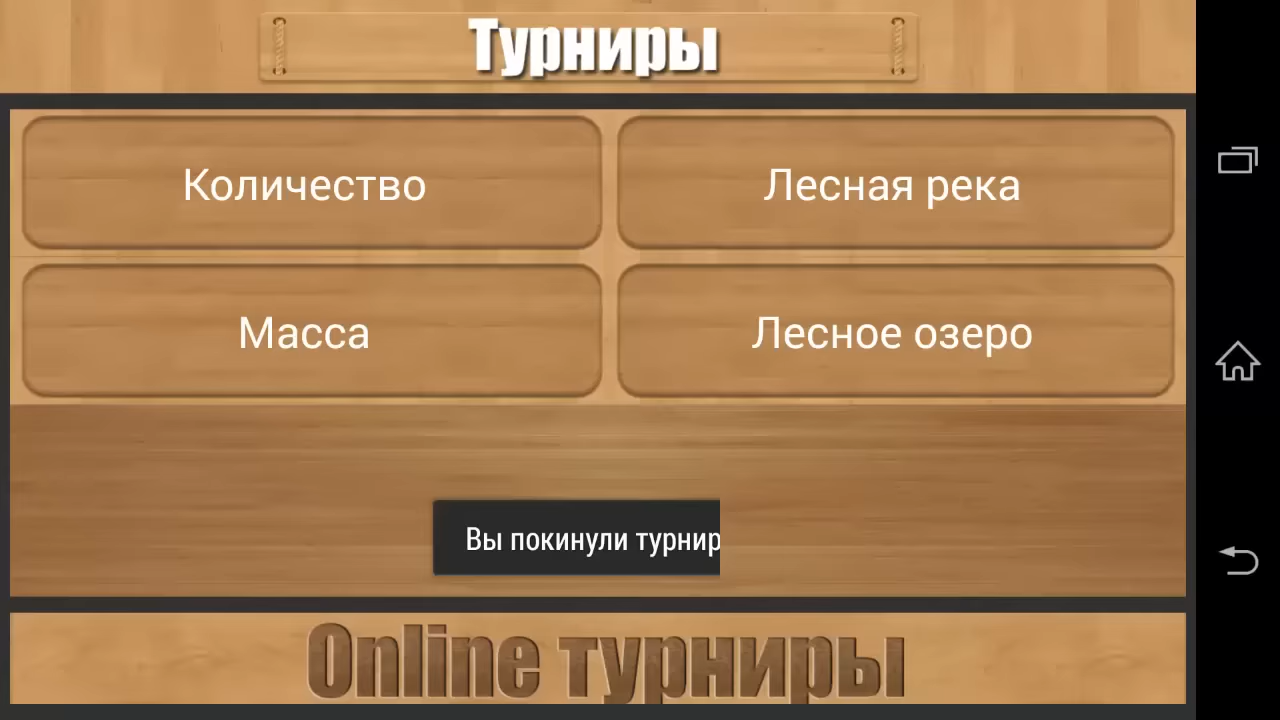 Турниры
Количество
Лесная река
Масса
Лесное озеро
Вы покинули турнир
Online турниры